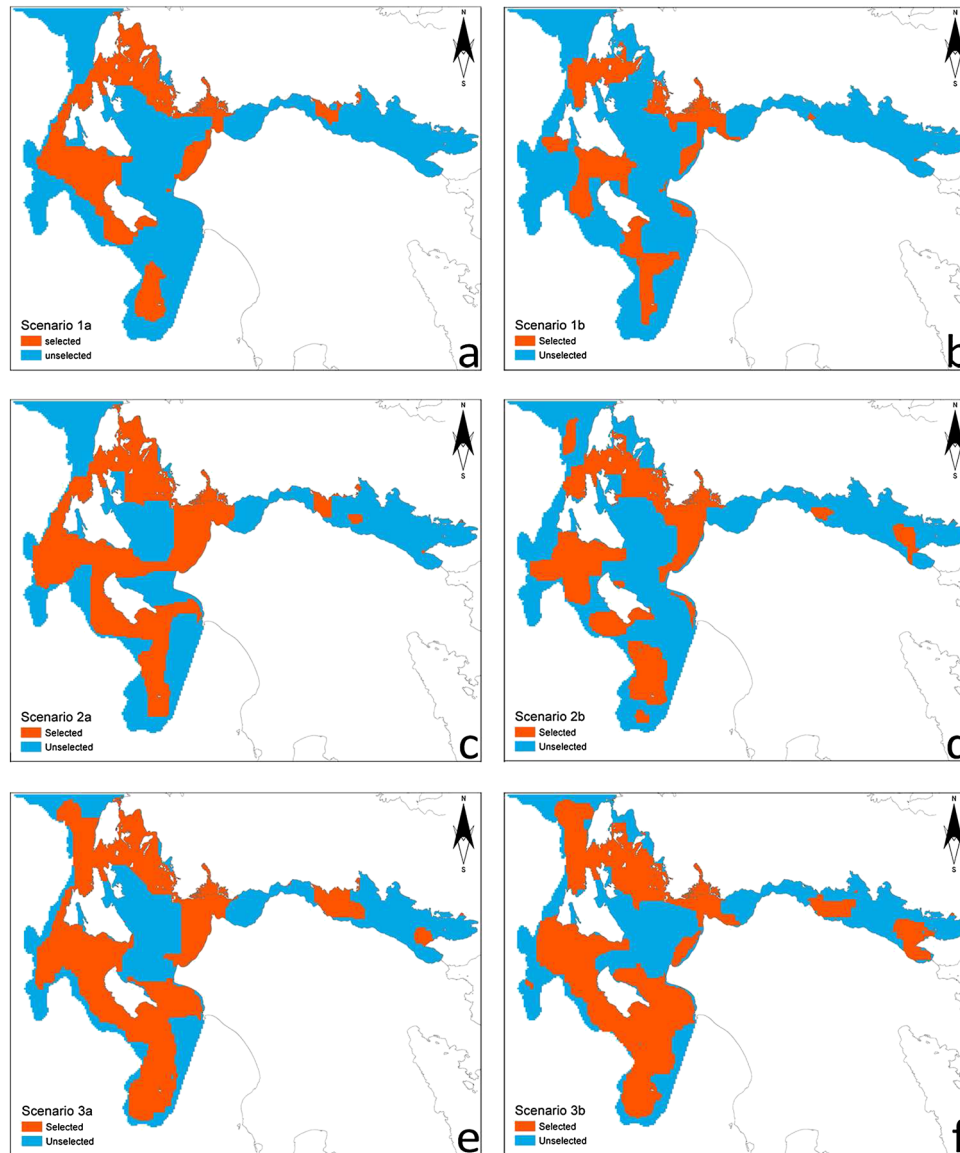 N
S
Scenario 1a
selected
unselected
a
N
S
Scenario 1b
Selected
Unselected
b
N
S
Scenario 2a
Selected
Unselected
c
N
S
Scenario 2b
Selected
Unselected
d
N
S
Scenario 3a
Selected
Unselected
e
N
S
Scenario 3b
Selected
Unselected
f